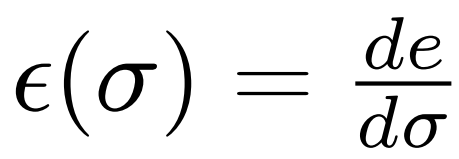 ϵ(σ) = de/dσ